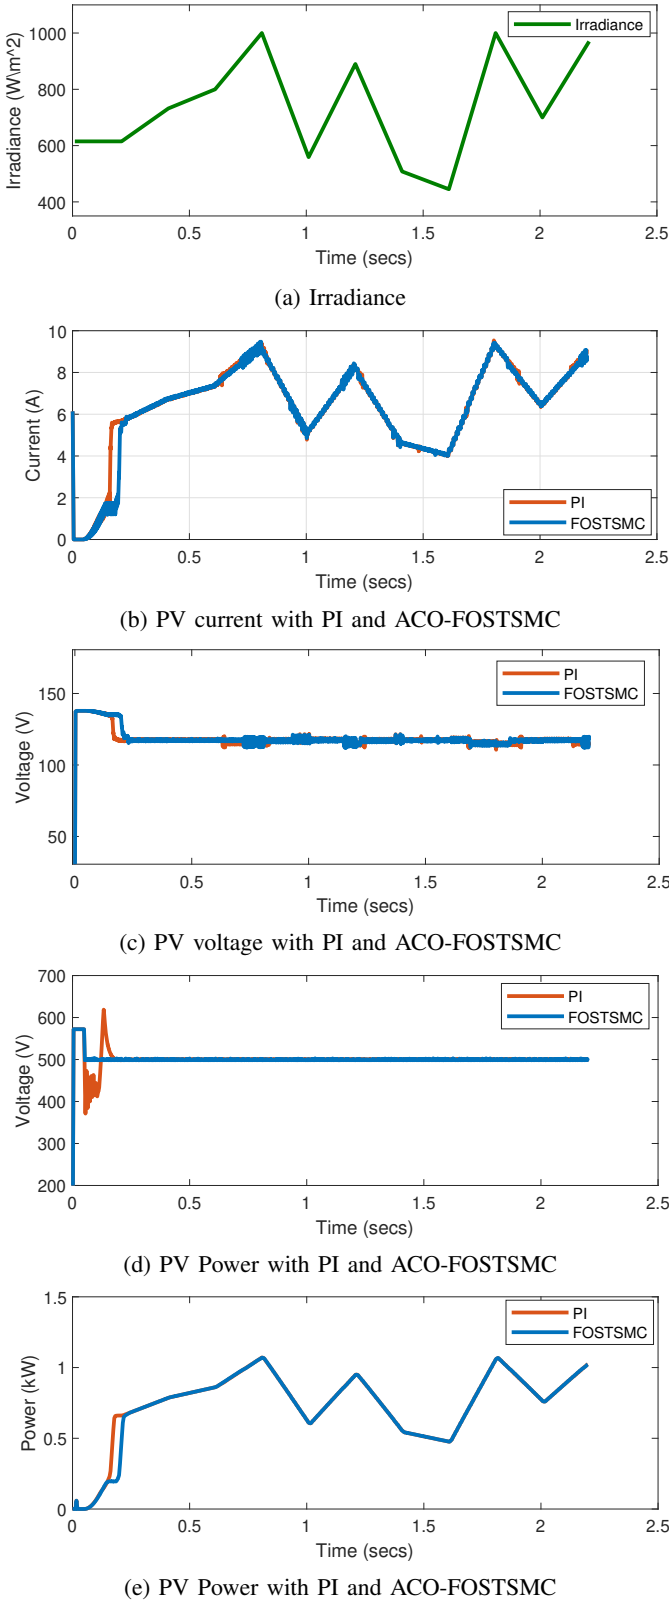 Irradiance
1000
800
600
400
Irradiance (W\m^2)
0
0.5
1
1.5
2
2.5
Time (secs)
(a) Irradiance
10
8
6
4
2
0
Current (A)
PI
FOSTSMC
0
0.5
1
1.5
2
2.5
Time (secs)
(b) PV current with PI and ACO-FOSTSMC
PI
FOSTSMC
150
100
50
Voltage (V)
0
0.5
1
1.5
2
2.5
Time (secs)
(c) PV voltage with PI and ACO-FOSTSMC
700
600
500
400
300
200
Voltage (V)
PI
FOSTSMC
0
0.5
1
1.5
2
2.5
Time (secs)
(d) PV Power with PI and ACO-FOSTSMC
1.5
1
0.5
0
Power (kW)
PI
FOSTSMC
0
0.5
1
1.5
2
2.5
Time (secs)
(e) PV Power with PI and ACO-FOSTSMC